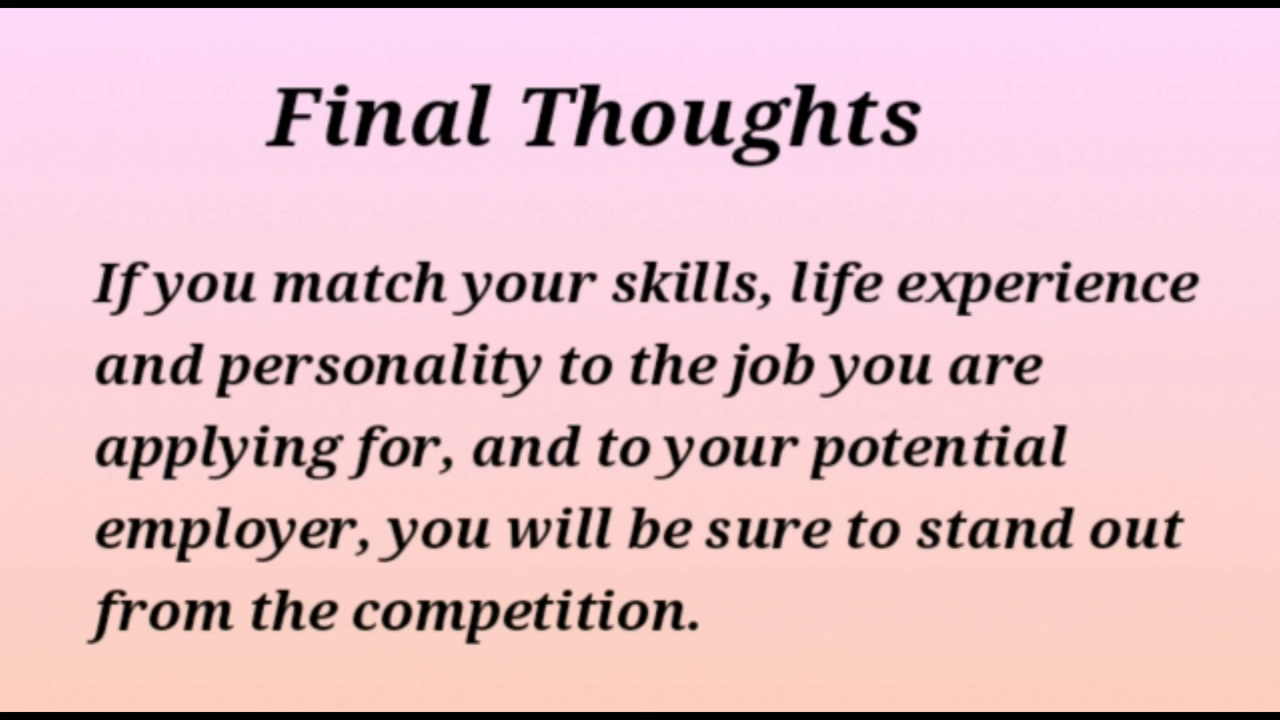 Final Thoughts
If you match your skills, life experience
and personality to the job you are
applying for, and to your potential
employer, you will be sure to stand out
from the competition.